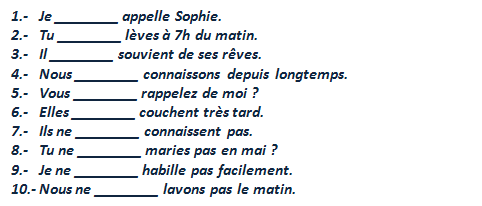 1.- Je ________ appelle Sophie.
2.- Tu ________ lèves à 7h du matin.
3.- Il ________ souvient de ses rêves.
4.- Nous ________ connaissons depuis longtemps.
5.- Vous ________ rappelez de moi ?
6.- Elles ________ couchent très tard.
7.- Ils ne ________ connaissent pas.
8.- Tu ne ________ maries pas en mai ?
9.- Je ne ________ habille pas facilement.
10.- Nous ne ________ lavons pas le matin.